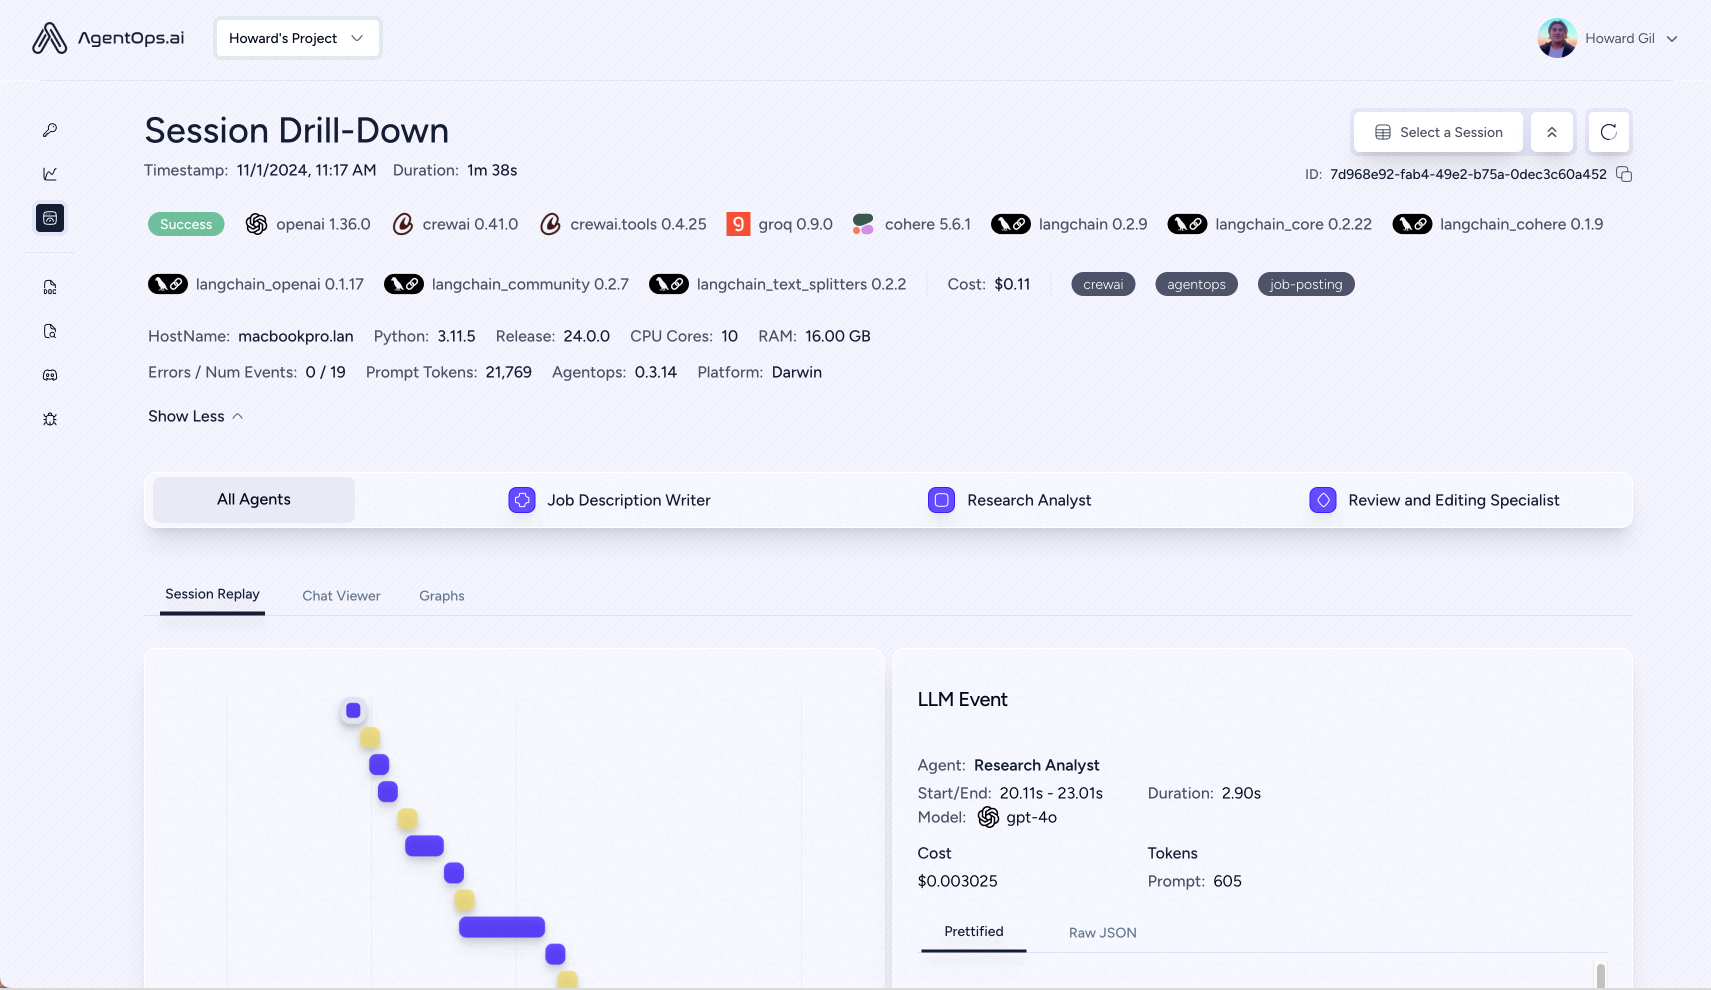 AgentOps.ai
Howard's Project
Howard Gil
Session Drill-Down
Select a Session
Timestamp: 11/1/2024, 11:17 AM Duration: 1m 38s
ID: 7d968e92-fab4-49e2-b75a-0dec3c60a452
Success openai 1.36.0 crewai 0.41.0 crewai.tools 0.4.25 groq 0.9.0 cohere 5.6.1 langchain 0.2.9 langchain_core 0.2.22 langchain_cohere 0.1.9
langchain_openai 0.1.17 langchain_community 0.2.7 langchain_text_splitters 0.2.2 Cost: $0.11 crewai agentops job-posting
HostName: macbookpro.lan Python: 3.11.5 Release: 24.0.0 CPU Cores: 10 RAM: 16.00 GB
Errors / Num Events: 0 / 19 Prompt Tokens: 21,769 Agentops: 0.3.14 Platform: Darwin
Show Less
All Agents Job Description Writer Research Analyst Review and Editing Specialist
Session Replay Chat Viewer Graphs
LLM Event
Agent: Research Analyst
Start/End: 20.11s - 23.01s Duration: 2.90s
Model: gpt-4o
Cost Tokens
$0.003025 Prompt: 605
Prettified Raw JSON